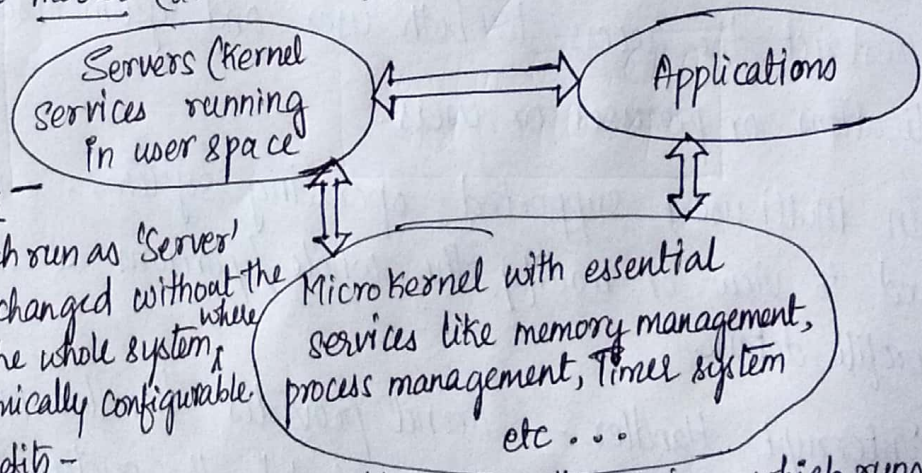 Servers (Kernel
services running
in user space
Applications
h run as 'Server'
changed without the
whole system, where
nically configurable.
MicroKernel with essential
services like memory management,
process management, Timer system
etc ...